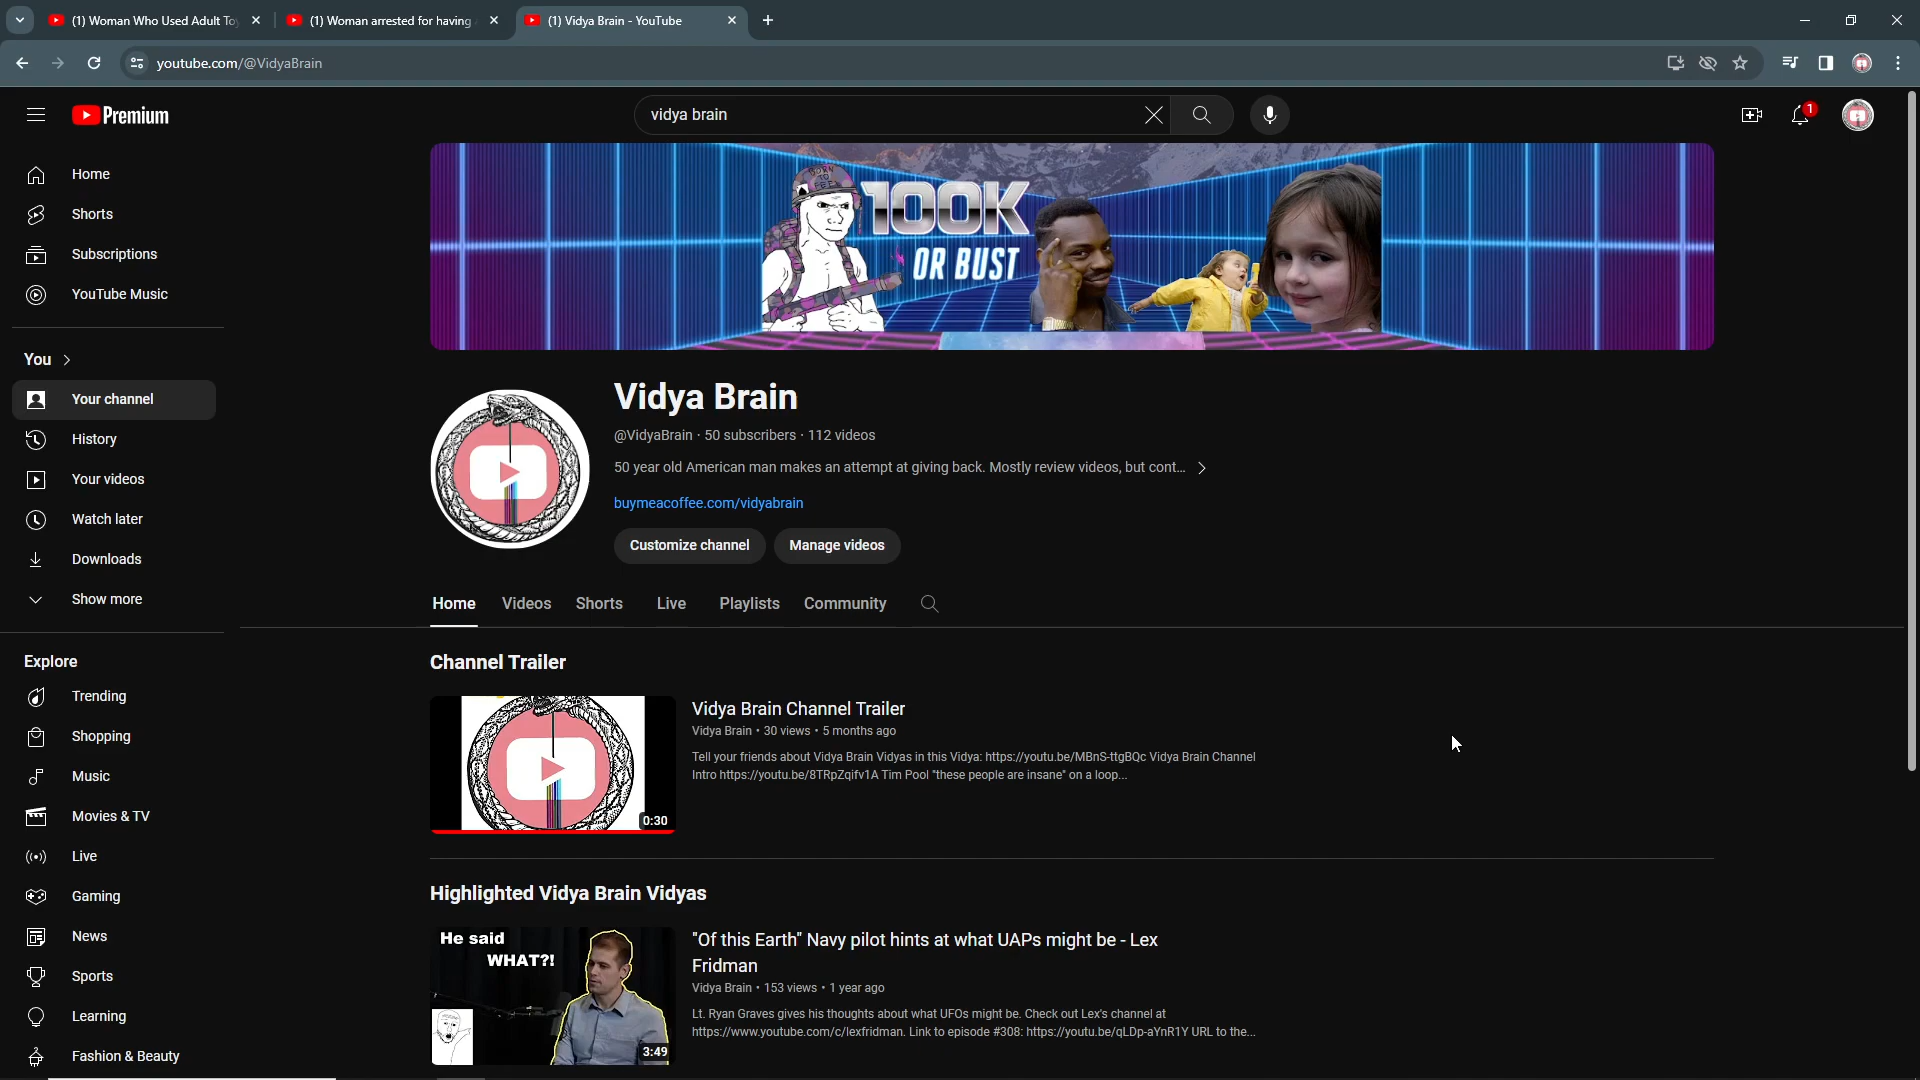 (1) Woman Who Used Adult To
(1) Woman arrested for having
(1) Vidya Brain - YouTube
youtube.com/@VidyaBrain
Premium
vidya brain
1
Home
Shorts
Subscriptions
YouTube Music
You
Your channel
History
Your videos
Watch later
Downloads
Show more
Explore
Trending
Shopping
Music
Movies & TV
Live
Gaming
News
Sports
Learning
Fashion & Beauty
100K
OR BUST
Vidya Brain
@VidyaBrain · 50 subscribers · 112 videos
50 year old American man makes an attempt at giving back. Mostly review videos, but cont...
buymeacoffee.com/vidyabrain
Customize channel
Manage videos
Home
Videos
Shorts
Live
Playlists
Community
Channel Trailer
0:30
Vidya Brain Channel Trailer
Vidya Brain • 30 views • 5 months ago
Tell your friends about Vidya Brain Vidyas in this Vidya: https://youtu.be/MBnS-ttgBQc Vidya Brain Channel
Intro https://youtu.be/8TRpZqifv1A Tim Pool "these people are insane" on a loop...
Highlighted Vidya Brain Vidyas
He said
WHAT?!
3:49
"Of this Earth" Navy pilot hints at what UAPs might be - Lex
Fridman
Vidya Brain • 153 views • 1 year ago
Lt. Ryan Graves gives his thoughts about what UFOs might be. Check out Lex's channel at
https://www.youtube.com/c/lexfridman. Link to episode #308: https://youtu.be/qLDp-aYnR1Y URL to the...